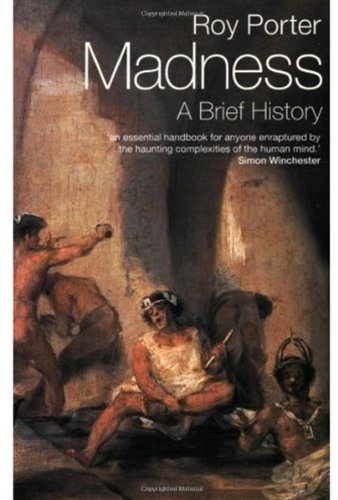 Roy Porter
Madness
A Brief History
'an essential handbook for anyone enraptured by
the haunting complexities of the human mind.'
Simon Winchester